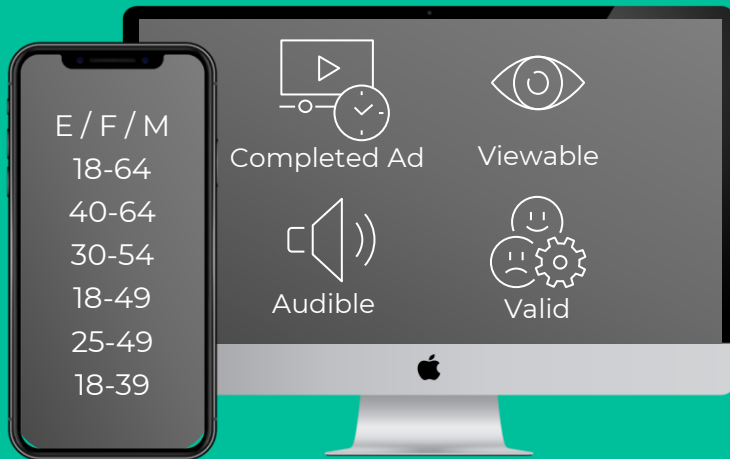 E / F / M
18-64
40-64
30-54
18-49
25-49
18-39
Completed Ad
Viewable
Audible
Valid